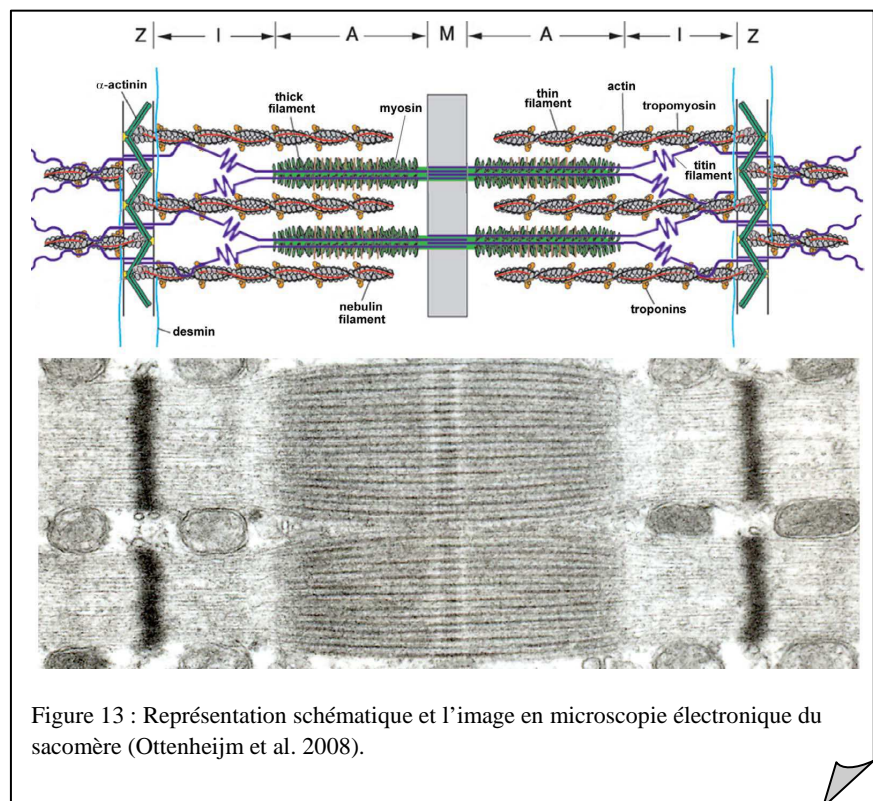 Z I A M A I Z
α-actinin
thick filament
myosin
thin filament
actin
tropomyosin
titin filament
nebulin filament
troponins
desmin
Figure 13 : Représentation schématique et l’image en microscopie électronique du
sacomère (Ottenheijm et al. 2008).